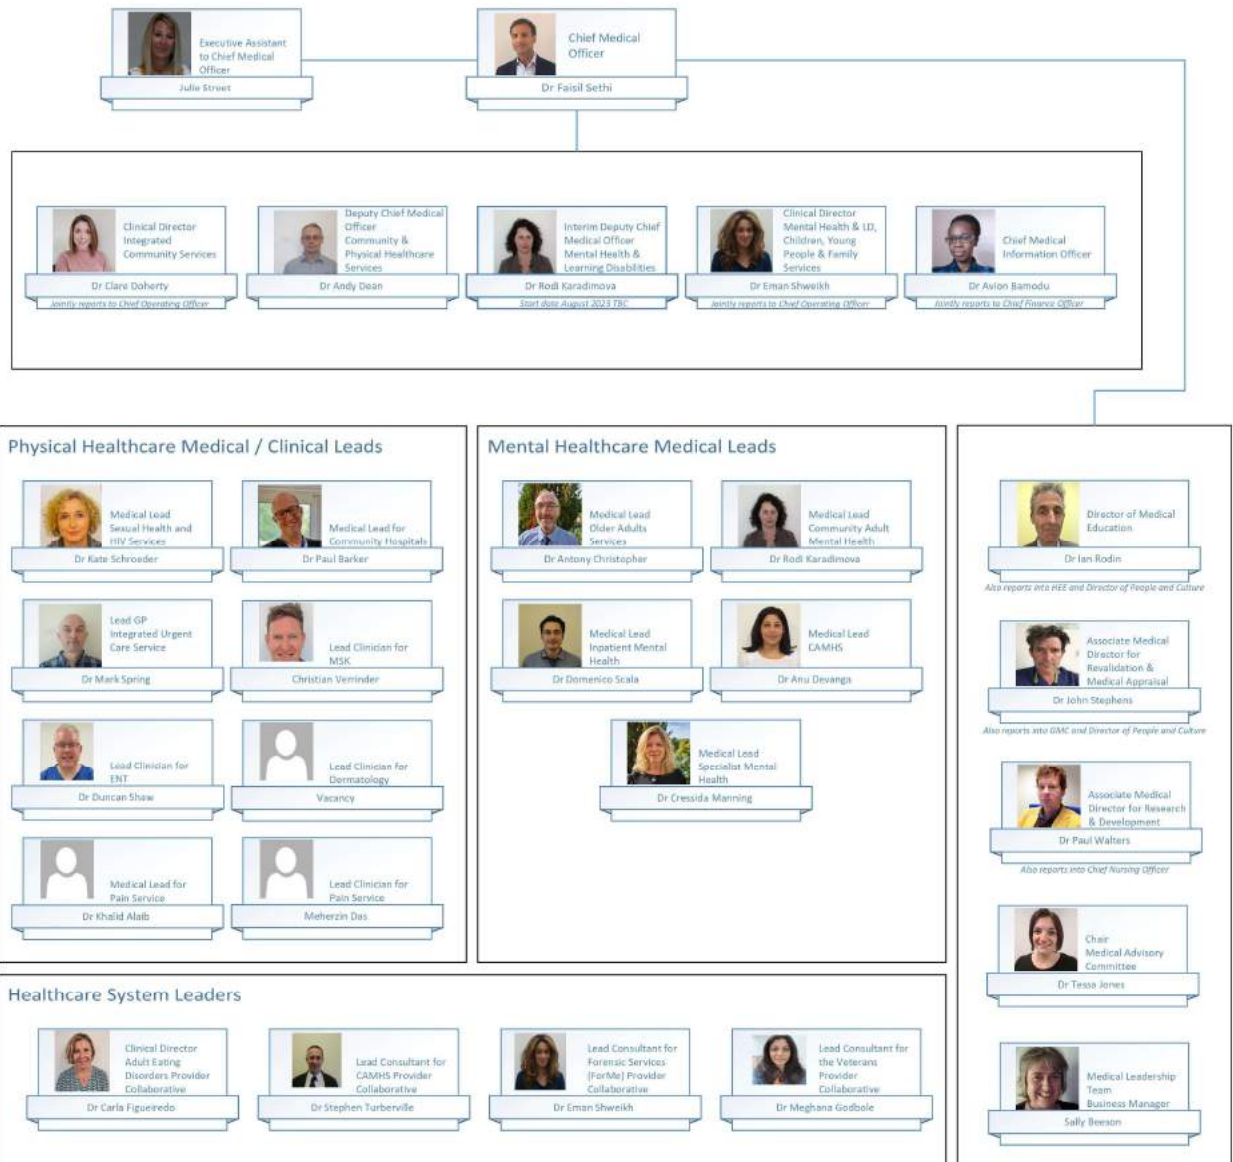 Executive Assistant
to Chief Medical
Officer
Julie Street
Chief Medical
Officer
Dr Faisil Sethi
Clinical Director
Integrated
Community Services
Dr Clare Doherty
Jointly reports to Chief Operating Officer
Deputy Chief Medical
Officer
Community &
Physical Healthcare
Services
Dr Andy Dean
Interim Deputy Chief
Medical Officer
Mental Health &
Learning Disabilities
Dr Rodi Karadimova
Start date August 2023 TBC
Clinical Director
Mental Health & LD,
Children, Young
People & Family
Services
Dr Eman Shweikh
Jointly reports to Chief Operating Officer
Chief Medical
Information Officer
Dr Avion Bamodu
Jointly reports to Chief Finance Officer
Physical Healthcare Medical / Clinical Leads
Medical Lead
Sexual Health and
HIV Services
Dr Kate Schroeder
Medical Lead for
Community Hospitals
Dr Paul Barker
Lead GP
Integrated Urgent
Care Service
Dr Mark Spring
Lead Clinician for
MSK
Christian Verrinder
Lead Clinician for
ENT
Dr Duncan Shaw
Lead Clinician for
Dermatology
Vacancy
Medical Lead for
Pain Service
Dr Khalid Alaib
Lead Clinician for
Pain Service
Meherzin Das
Mental Healthcare Medical Leads
Medical Lead
Older Adults
Services
Dr Antony Christopher
Medical Lead
Community Adult
Mental Health
Dr Rodi Karadimova
Medical Lead
Inpatient Mental
Health
Dr Domenico Scala
Medical Lead
CAMHS
Dr Anu Devanga
Medical Lead
Specialist Mental
Health
Dr Cressida Manning
Director of Medical
Education
Dr Ian Rodin
Also reports into HEE and Director of People and Culture
Associate Medical
Director for
Revalidation &
Medical Appraisal
Dr John Stephens
Also reports into GMC and Director of People and Culture
Associate Medical
Director for Research
& Development
Dr Paul Walters
Also reports into Chief Nursing Officer
Chair
Medical Advisory
Committee
Dr Tessa Jones
Medical Leadership
Team
Business Manager
Sally Beeson
Healthcare System Leaders
Clinical Director
Adult Eating
Disorders Provider
Collaborative
Dr Carla Figueiredo
Lead Consultant for
CAMHS Provider
Collaborative
Dr Stephen Turberville
Lead Consultant for
Forensic Services
(ForMe) Provider
Collaborative
Dr Eman Shweikh
Lead Consultant for
the Veterans
Provider
Collaborative
Dr Meghana Godbole